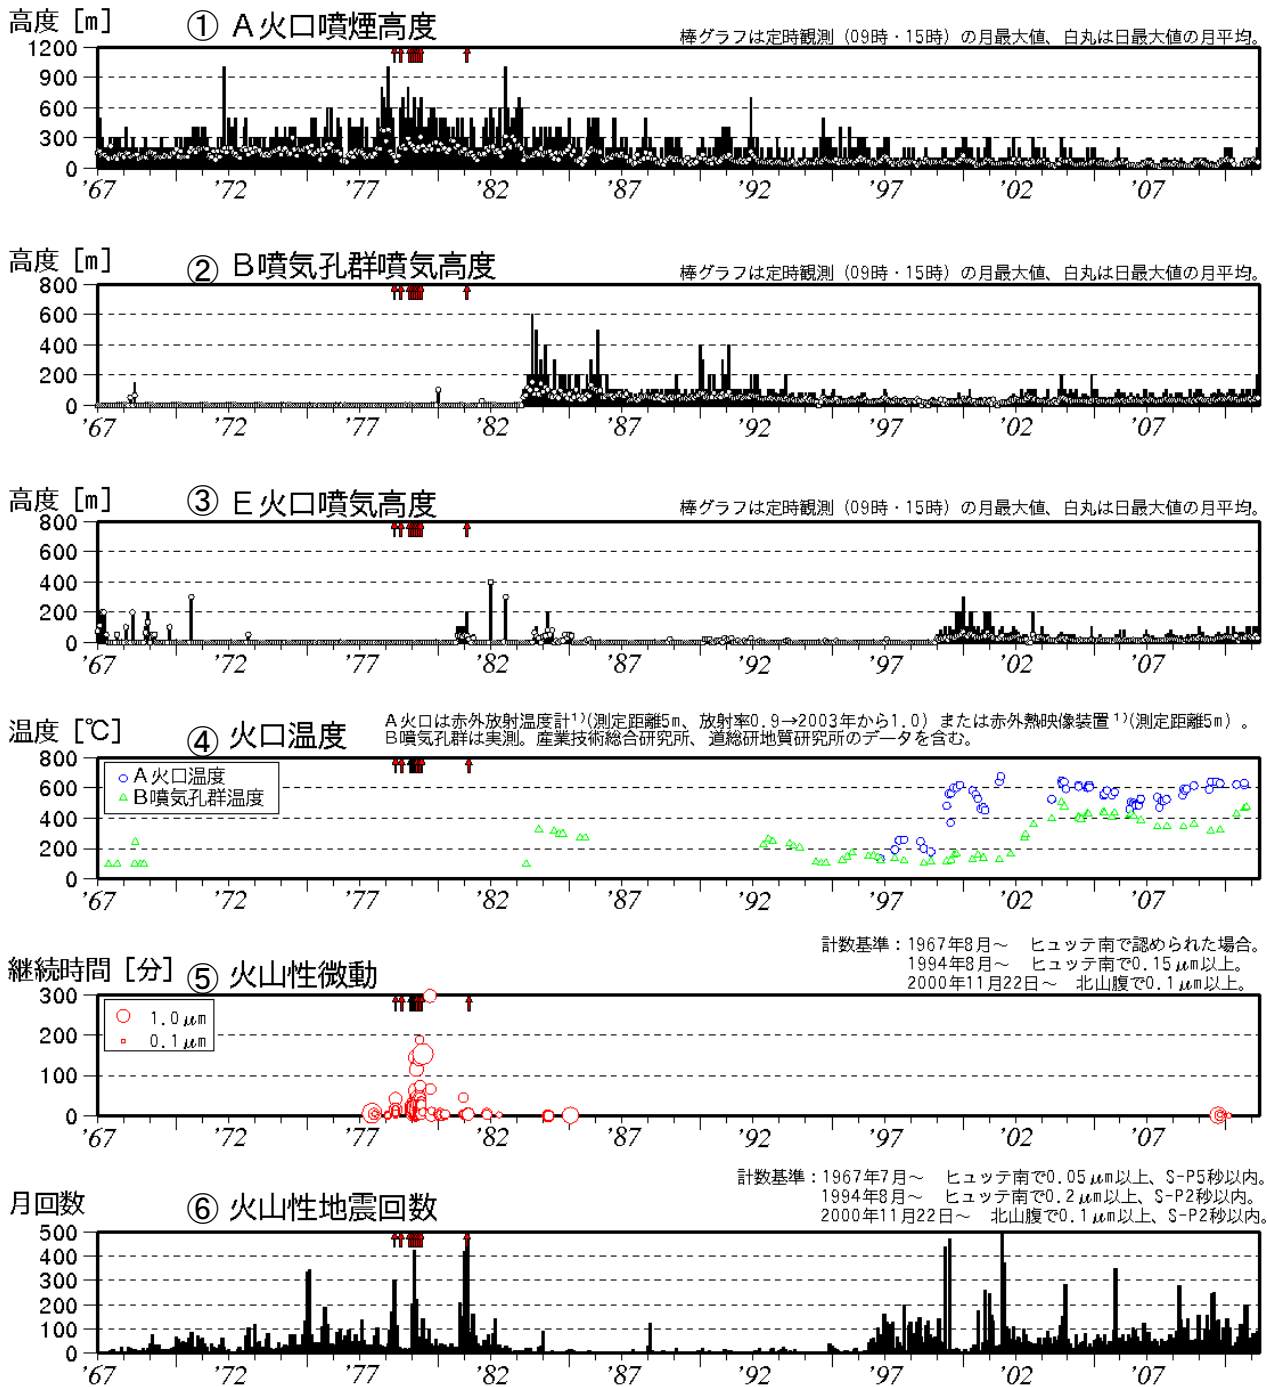 高度 [m]
① A火口噴煙高度
棒グラフは定時観測（09時・15時）の月最大値、白丸は日最大値の月平均。
1200
900
600
300
0
'67 '72 '77 '82 '87 '92 '97 '02 '07
高度 [m]
② B噴気孔群噴気高度
棒グラフは定時観測（09時・15時）の月最大値、白丸は日最大値の月平均。
800
600
400
200
0
'67 '72 '77 '82 '87 '92 '97 '02 '07
高度 [m]
③ E火口噴気高度
棒グラフは定時観測（09時・15時）の月最大値、白丸は日最大値の月平均。
800
600
400
200
0
'67 '72 '77 '82 '87 '92 '97 '02 '07
温度 [℃]
④ 火口温度
A火口は赤外放射温度計¹⁾(測定距離5m、放射率0.9→2003年から1.0) または赤外熱映像装置¹⁾(測定距離5m) 。
B噴気孔群は実測。産業技術総合研究所、道総研地質研究所のデータを含む。
800
600
400
200
0
A火口温度
B噴気孔群温度
'67 '72 '77 '82 '87 '92 '97 '02 '07
計数基準：1967年8月～ ヒュッテ南で認められた場合。
1994年8月～ ヒュッテ南で0.15μm以上。
2000年11月22日～ 北山腹で0.1μm以上。
継続時間 [分]
⑤ 火山性微動
300
200
100
0
1.0μm
0.1μm
'67 '72 '77 '82 '87 '92 '97 '02 '07
計数基準：1967年7月～ ヒュッテ南で0.05μm以上、S-P5秒以内。
1994年8月～ ヒュッテ南で0.2μm以上、S-P2秒以内。
2000年11月22日～ 北山腹で0.1μm以上、S-P2秒以内。
月回数
⑥ 火山性地震回数
500
400
300
200
100
0
'67 '72 '77 '82 '87 '92 '97 '02 '07